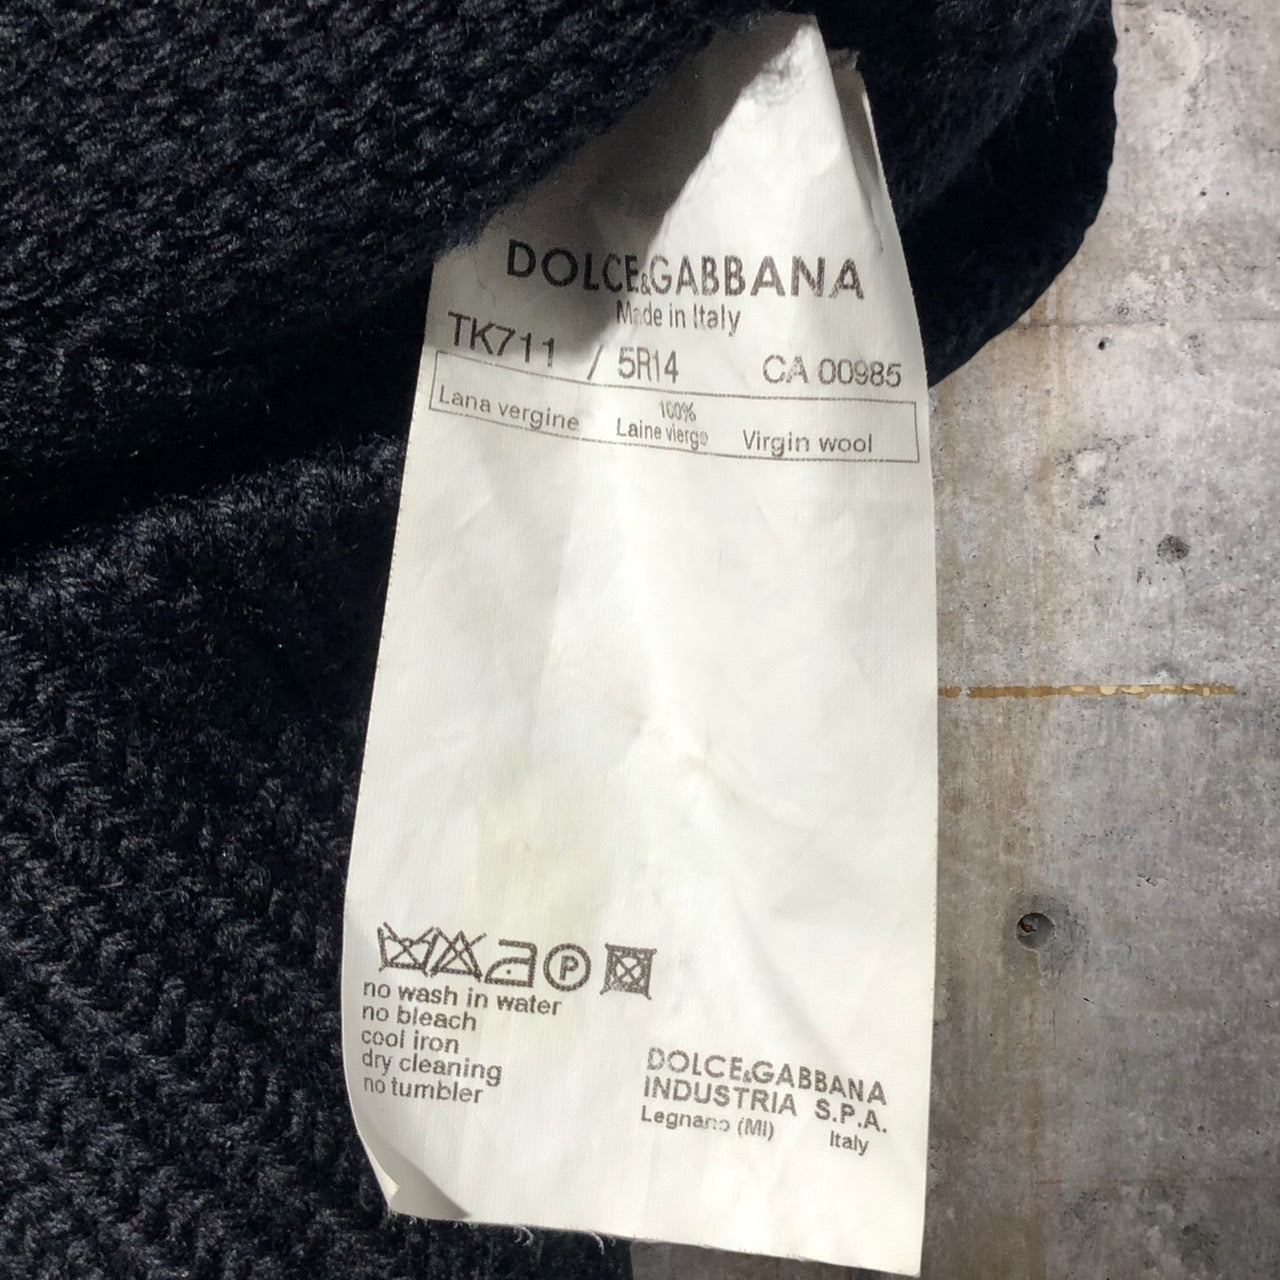 DOLCE&GABBANA
Made in Italy
TK711 / 5R14 CA 00985
100%
Lana vergine Laine vierge Virgin wool
P
no wash in water
no bleach
cool iron
dry cleaning
no tumbler
DOLCE&GABBANA
INDUSTRIA S.P.A.
Legnano (MI) Italy